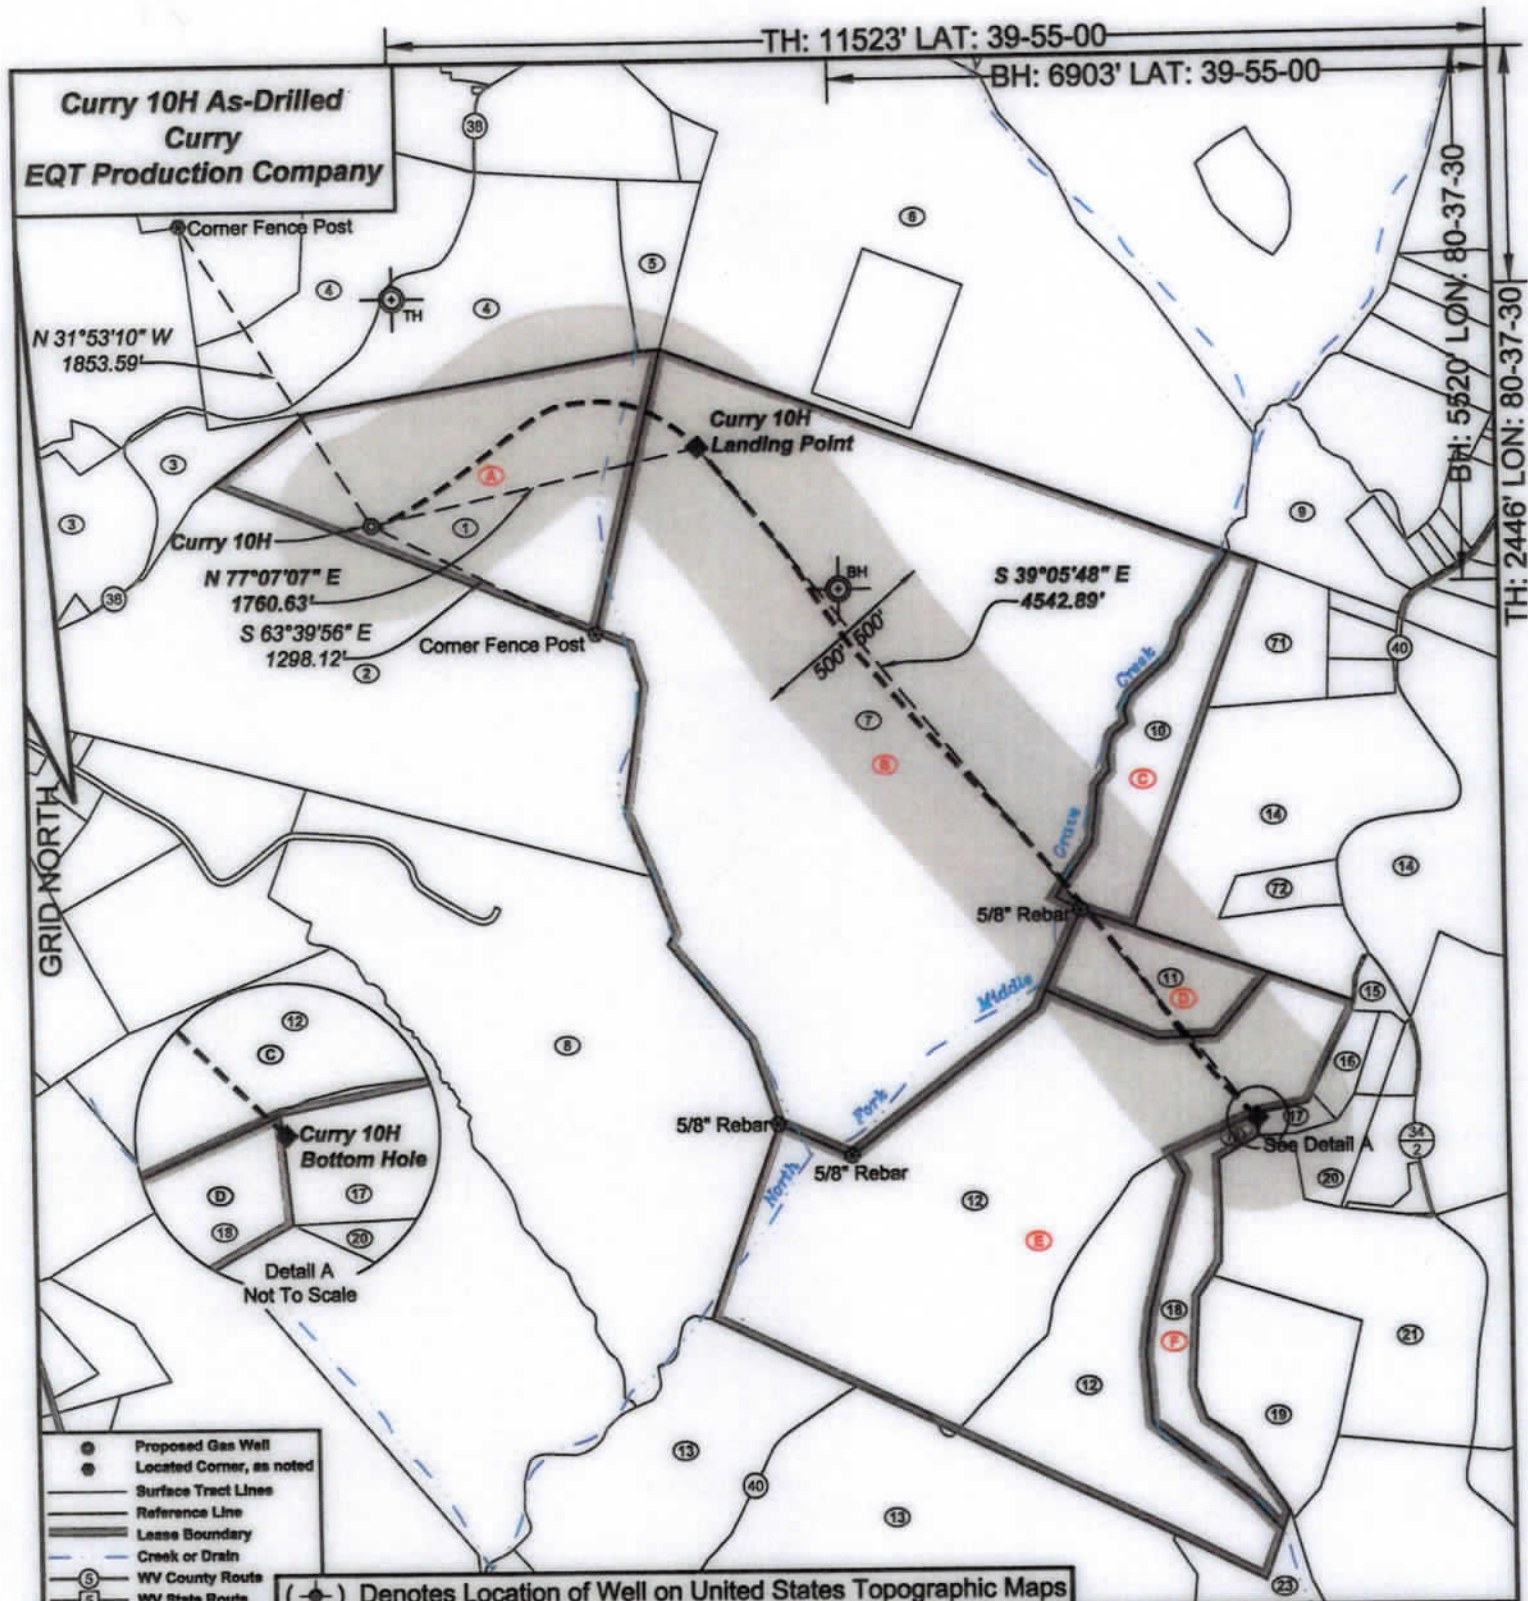 TH: 11523' LAT: 39-55-00
BH: 6903' LAT: 39-55-00
Curry 10H As-Drilled
Curry
EQT Production Company
BH: 5520' LON: 80-37-30
TH: 2446' LON: 80-37-30
38
Corner Fence Post
6
5
4
TH
4
N 31°53'10" W
1853.59'
Curry 10H
Landing Point
3
A
3
9
1
Curry 10H
N 77°07'07" E
1760.63'
S 63°39'56" E
1298.12'
BH
S 39°05'48" E
4542.89'
500'
500'
38
Corner Fence Post
2
71
40
Creek
7
10
B
C
Grave
14
14
72
GRID NORTH
5/8" Rebar
Middle
11
D
15
12
C
8
16
Fork
Curry 10H
Bottom Hole
5/8" Rebar
17
See Detail A
34
2
5/8" Rebar
North
D
17
12
20
18
20
E
Detail A
Not To Scale
18
F
21
12
19
13
40
13
Proposed Gas Well
Located Corner, as noted
Surface Tract Lines
Reference Line
Lease Boundary
Creek or Drain
5 WV County Route
WV State Route
( ) Denotes Location of Well on United States Topographic Maps
23